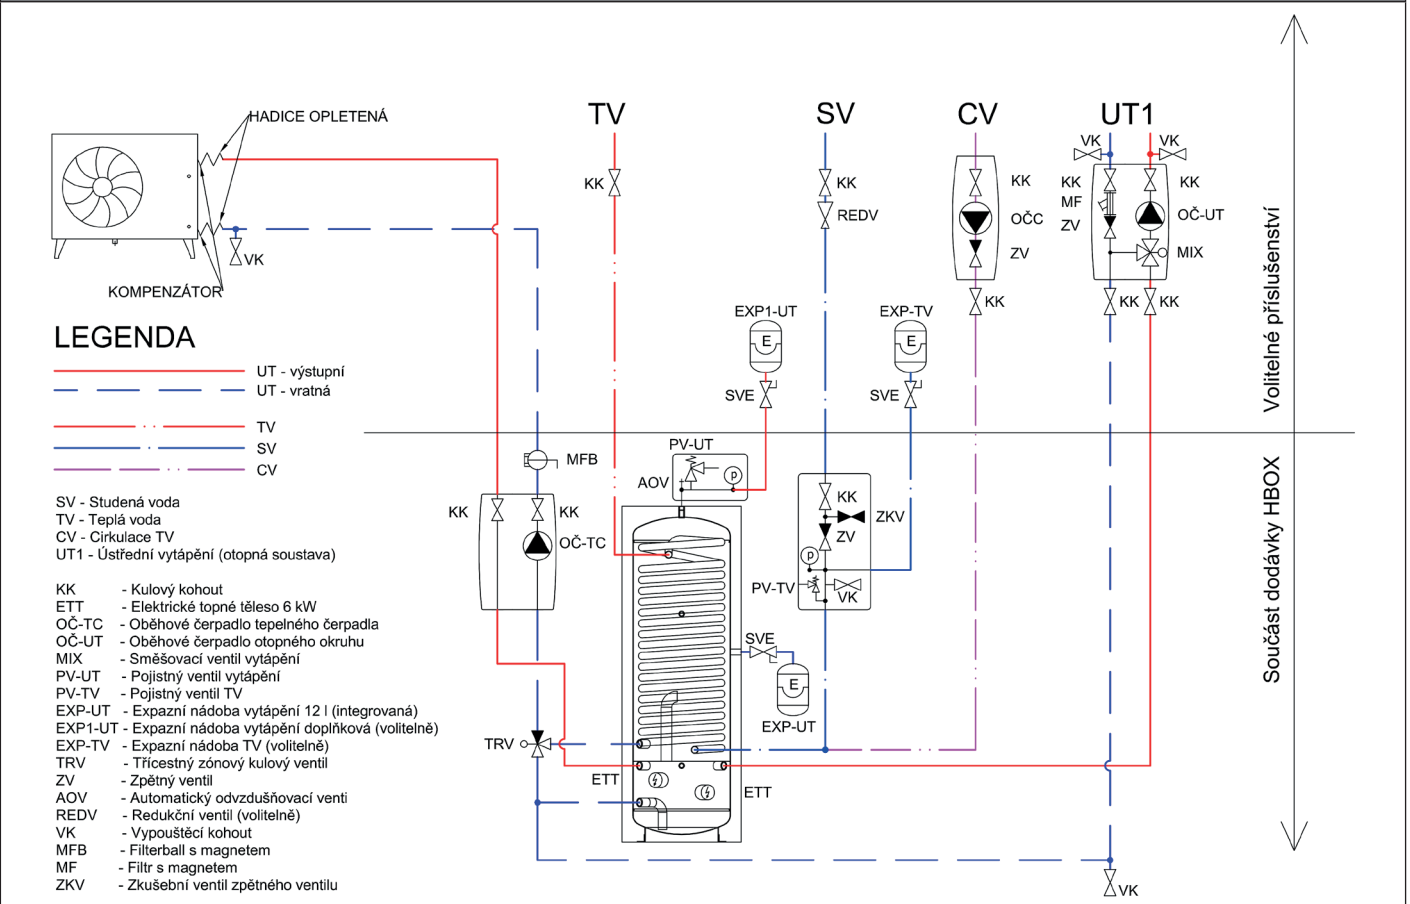 HADICE OPLETENÁ
TV
SV
CV
UT1
VK
VK
KK
KK
KK
KK
KK
REDV
OČC
ZV
MF
ZV
OČ-UT
MIX
VK
KOMPENZÁTOR
KK
KK
KK
EXP1-UT
EXP-TV
E
E
SVE
SVE
Volitelné příslušenství
LEGENDA
UT - výstupní
UT - vratná
TV
SV
CV
SV - Studená voda
TV - Teplá voda
CV - Cirkulace TV
UT1 - Ústřední vytápění (otopná soustava)
KK - Kulový kohout
ETT - Elektrické topné těleso 6 kW
OČ-TC - Oběhové čerpadlo tepelného čerpadla
OČ-UT - Oběhové čerpadlo otopného okruhu
MIX - Směšovací ventil vytápění
PV-UT - Pojistný ventil vytápění
PV-TV - Pojistný ventil TV
EXP-UT - Expazní nádoba vytápění 12 l (integrovaná)
EXP1-UT - Expazní nádoba vytápění doplňková (volitelně)
EXP-TV - Expazní nádoba TV (volitelně)
TRV - Třícestný zónový kulový ventil
ZV - Zpětný ventil
AOV - Automatický odvzdušňovací venti
REDV - Redukční ventil (volitelně)
VK - Vypouštěcí kohout
MFB - Filterball s magnetem
MF - Filtr s magnetem
ZKV - Zkušební ventil zpětného ventilu
MFB
PV-UT
AOV
p
KK
KK
OČ-TC
KK
ZKV
ZV
p
PV-TV
VK
SVE
E
EXP-UT
TRV
ETT
ETT
VK
Součást dodávky HBOX